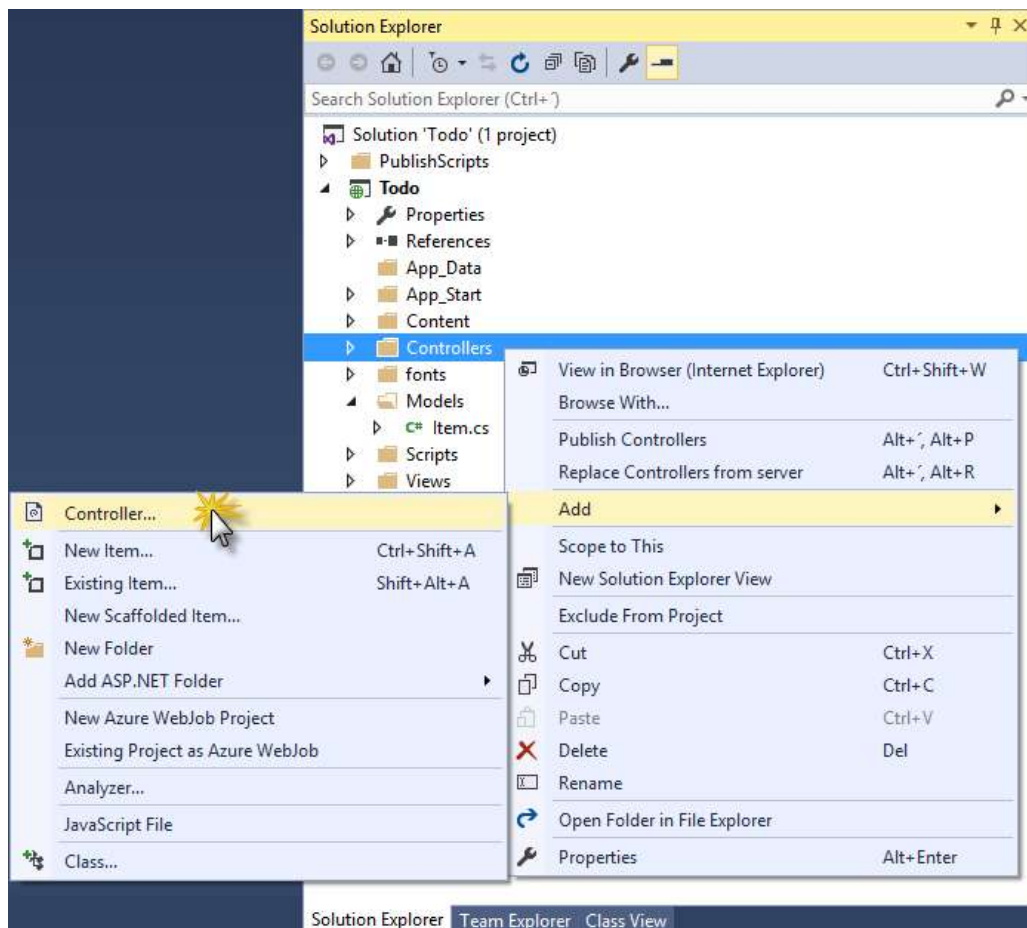 Solution Explorer
Search Solution Explorer (Ctrl+´)
Solution 'Todo' (1 project)
PublishScripts
Todo
Properties
References
App_Data
App_Start
Content
Controllers
fonts
Models
C# Item.cs
Scripts
Views
View in Browser (Internet Explorer) Ctrl+Shift+W
Browse With...
Publish Controllers Alt+´, Alt+P
Replace Controllers from server Alt+´, Alt+R
Add
Scope to This
New Solution Explorer View
Exclude From Project
Cut Ctrl+X
Copy Ctrl+C
Paste Ctrl+V
Delete Del
Rename
Open Folder in File Explorer
Properties Alt+Enter
Controller...
New Item... Ctrl+Shift+A
Existing Item... Shift+Alt+A
New Scaffolded Item...
New Folder
Add ASP.NET Folder
New Azure WebJob Project
Existing Project as Azure WebJob
Analyzer...
JavaScript File
Class...
Solution Explorer Team Explorer Class View